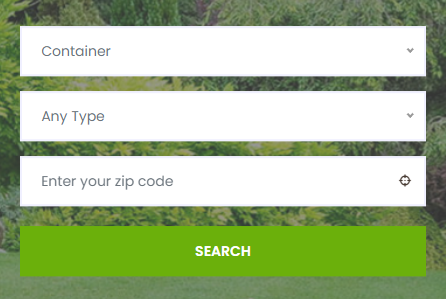 Container
Any Type
Enter your zip code
SEARCH